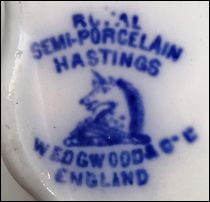 ROYAL
SEMI-PORCELAIN
HASTINGS
WEDGWOOD & Cº
ENGLAND